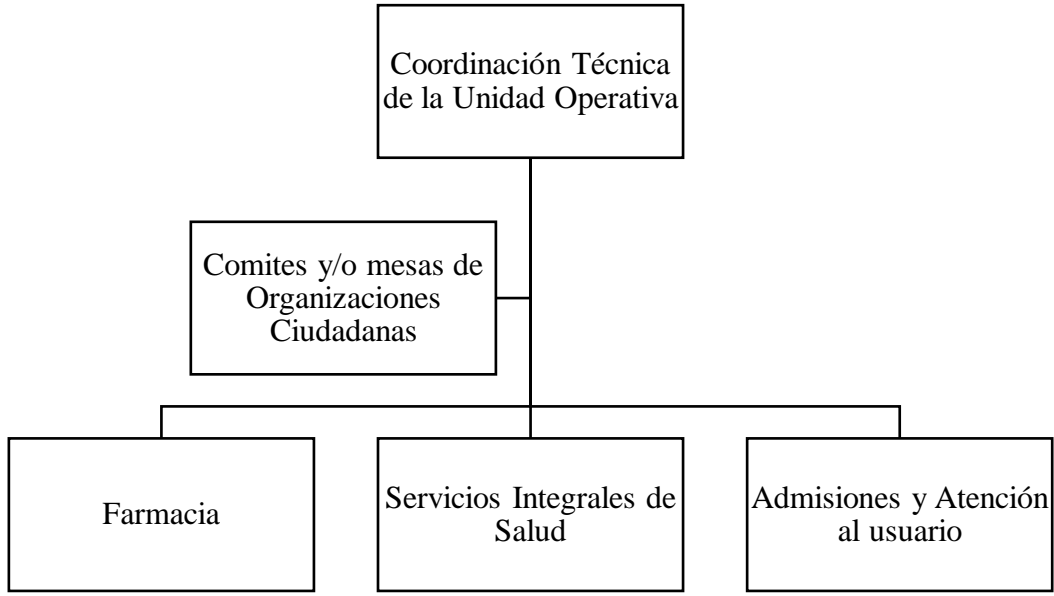 Coordinación Técnica
de la Unidad Operativa
Comites y/o mesas de
Organizaciones
Ciudadanas
Farmacia
Servicios Integrales de
Salud
Admisiones y Atención
al usuario